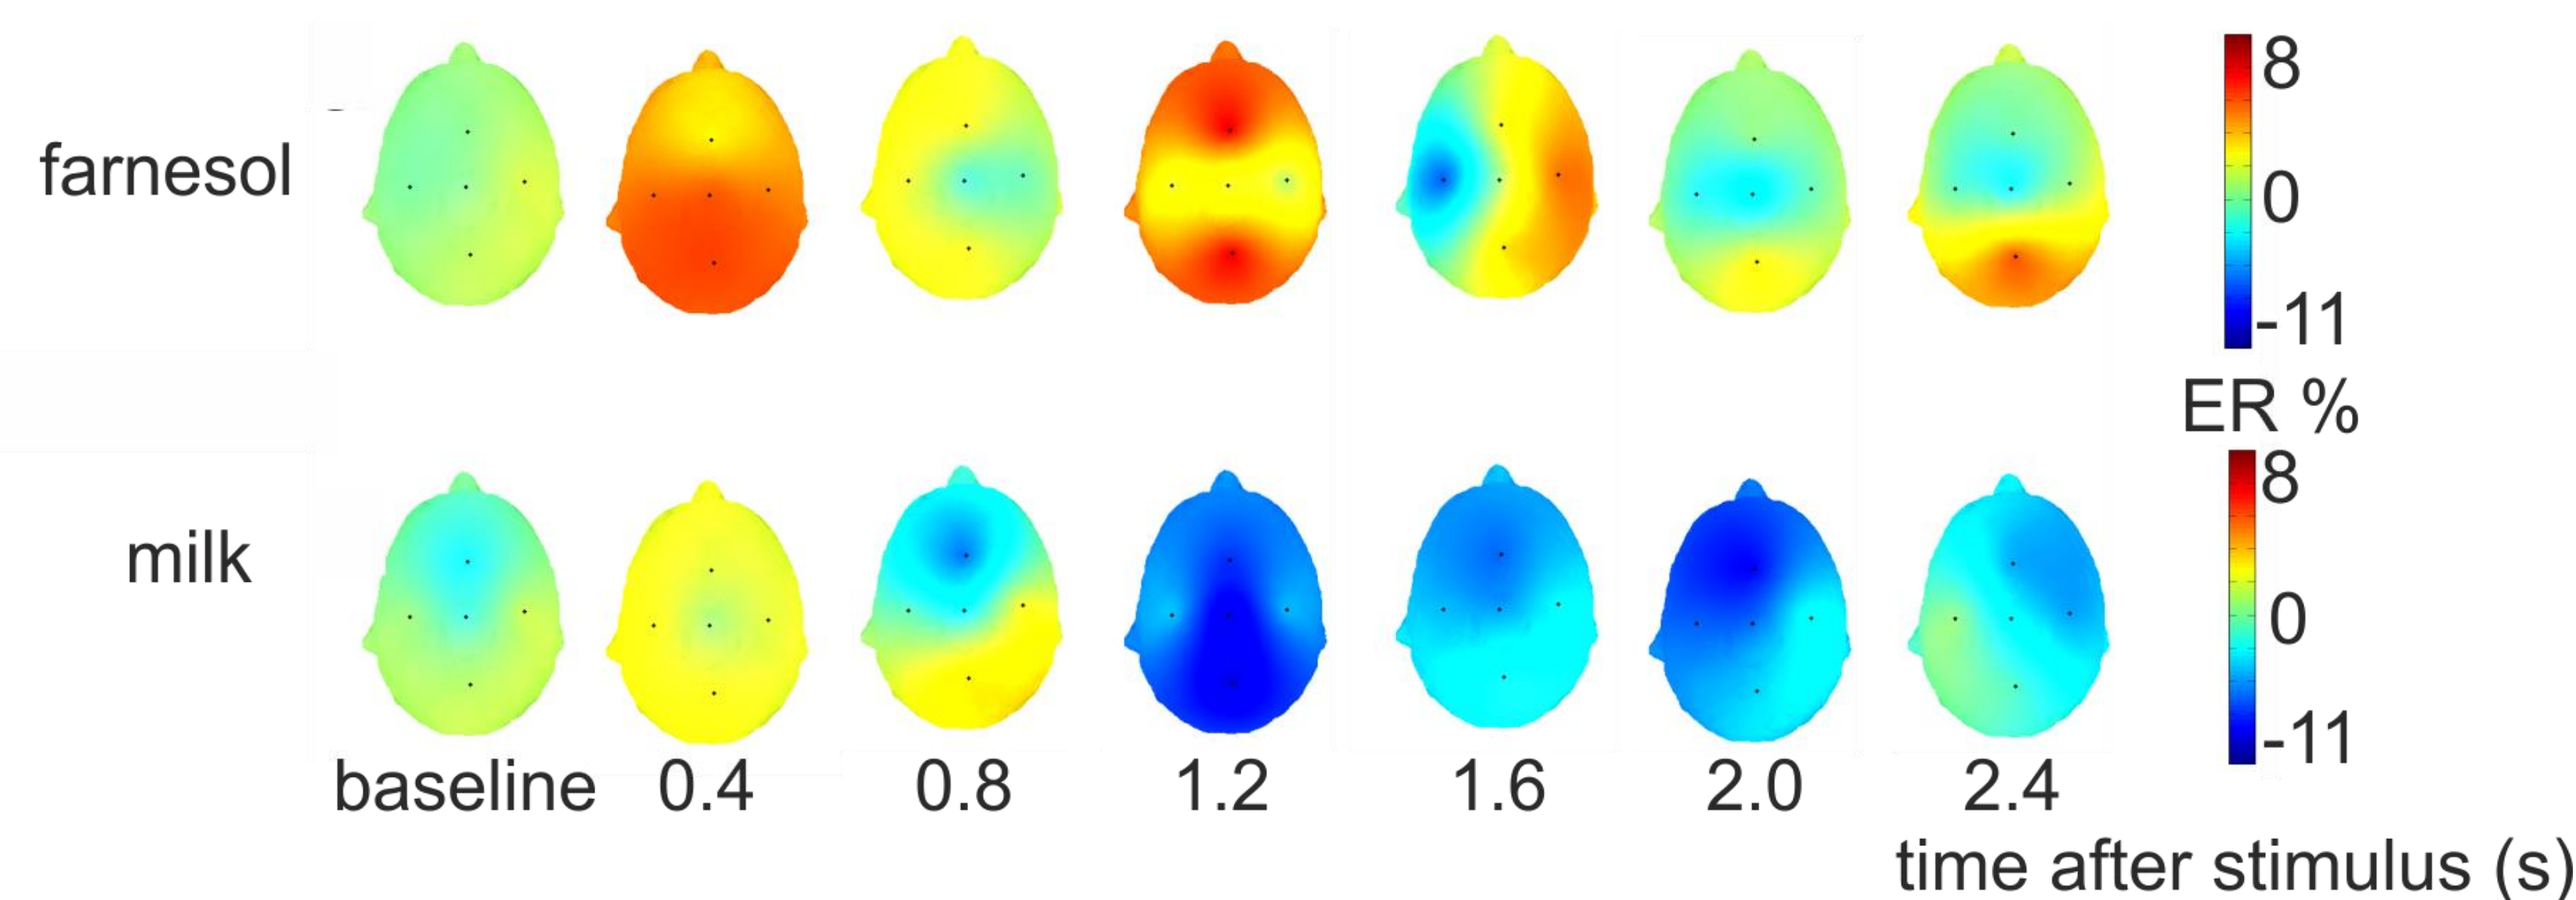 farnesol
8
0
-11
ER %
milk
8
0
-11
baseline 0.4 0.8 1.2 1.6 2.0 2.4
time after stimulus (s)